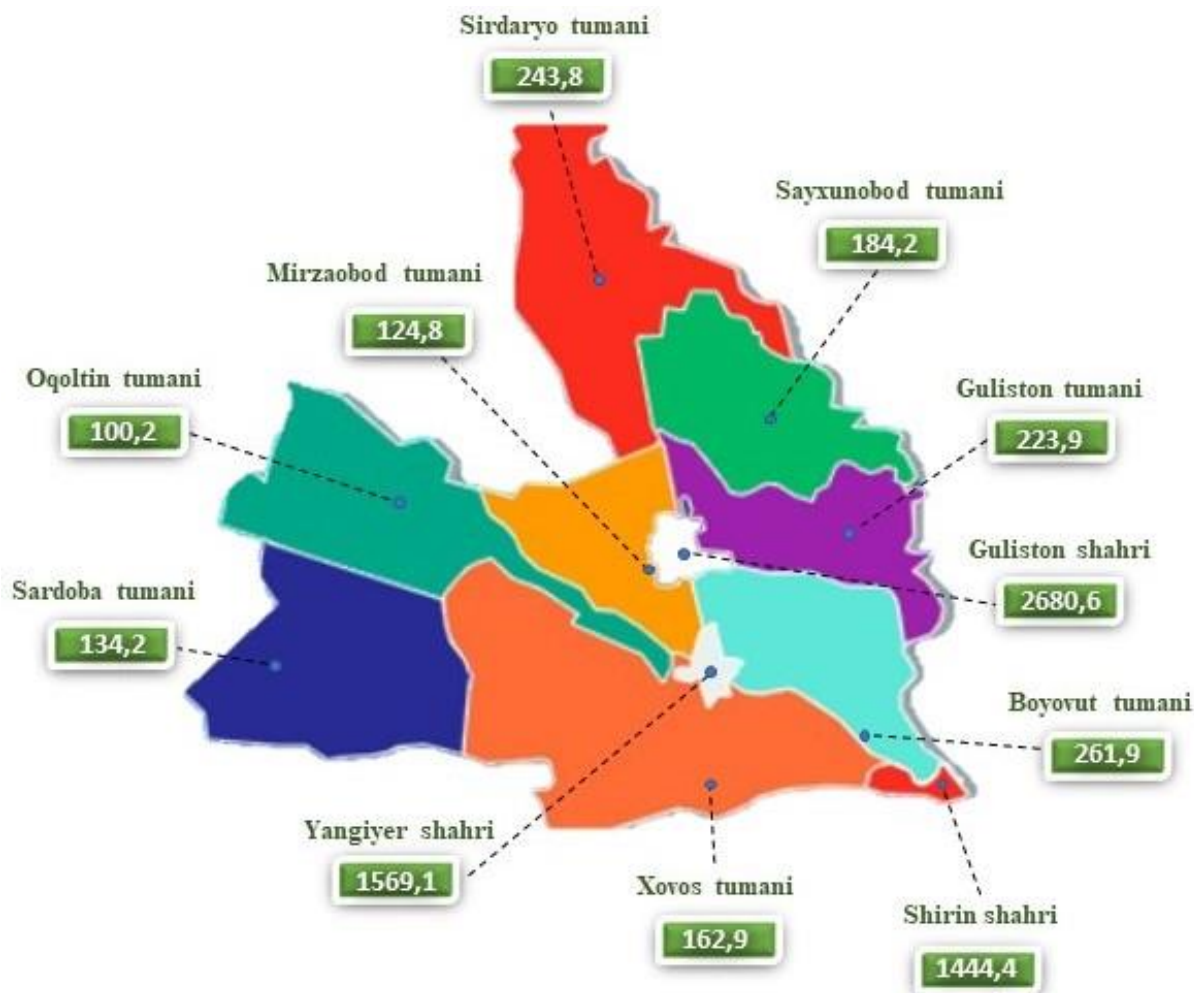 Sirdaryo tumani
243,8
Sayxunobod tumani
184,2
Mirzaobod tumani
124,8
Oqoltin tumani
100,2
Guliston tumani
223,9
Guliston shahri
2680,6
Sardoba tumani
134,2
Boyovut tumani
261,9
Yangiyer shahri
1569,1
Xovos tumani
162,9
Shirin shahri
1444,4